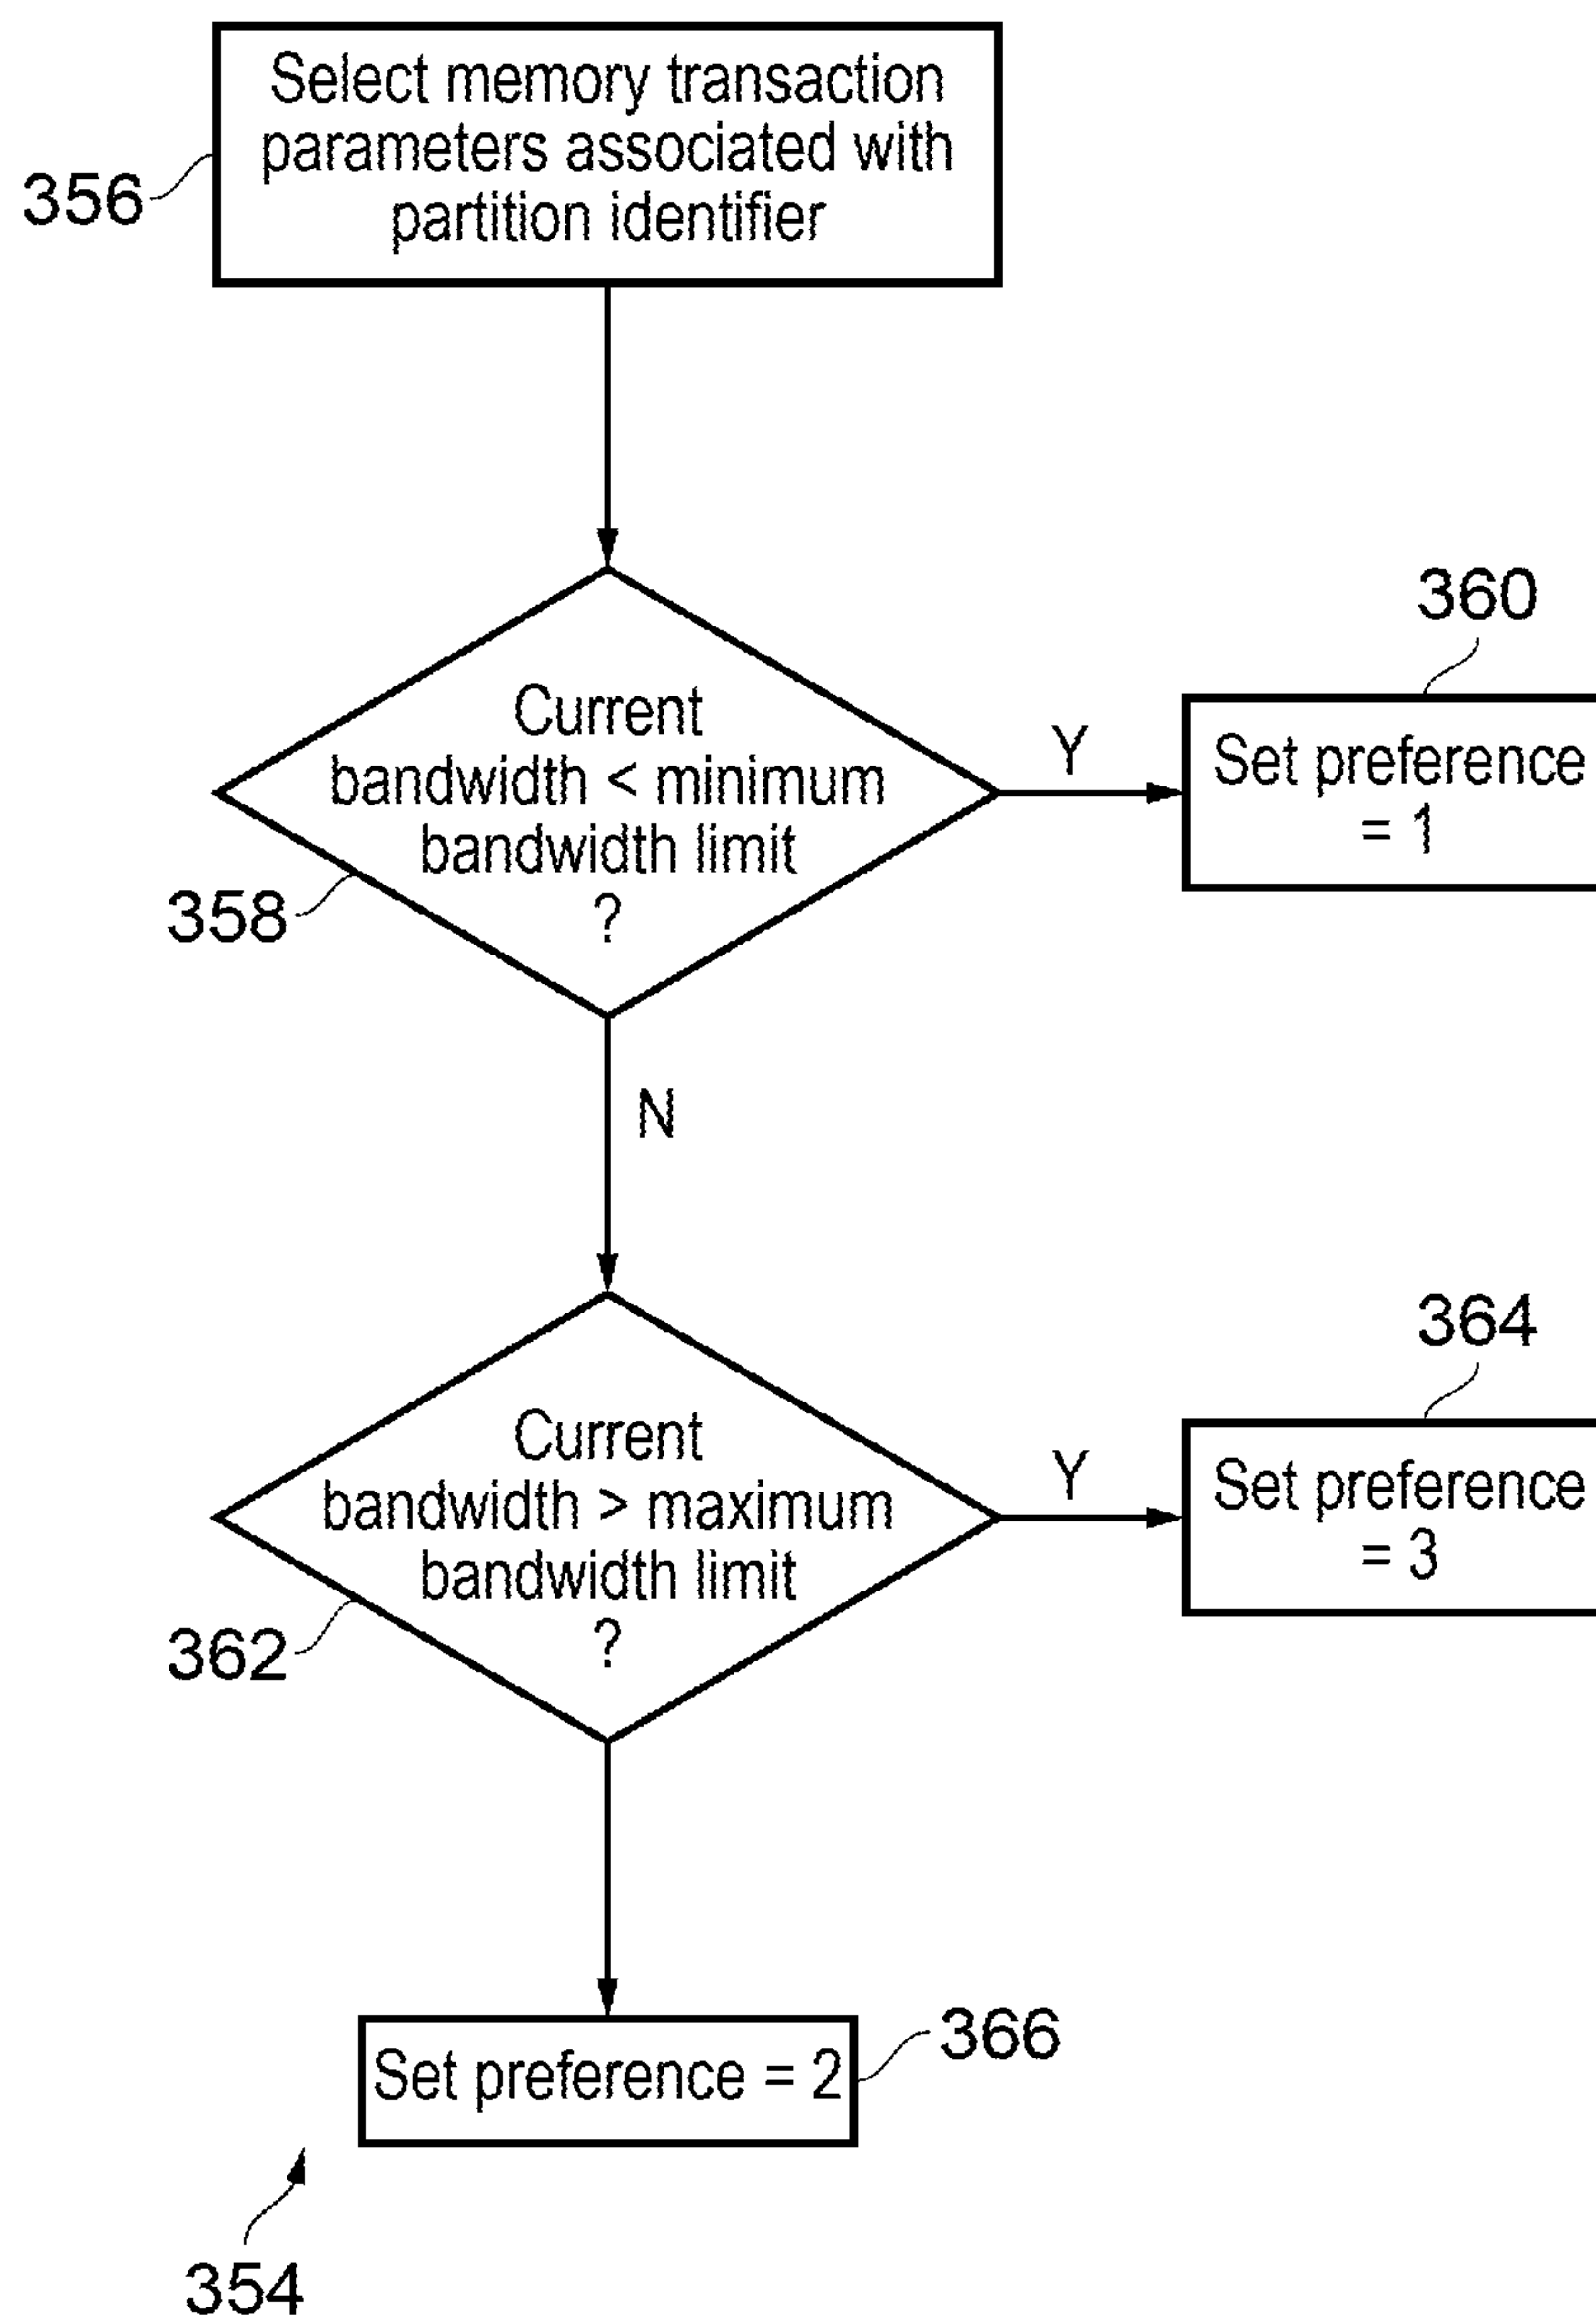 Select memory transaction
parameters associated with
partition identifier
356
360
Current
bandwidth < minimum
bandwidth limit
?
Y
Set preference
= 1
358
N
364
Current
bandwidth > maximum
bandwidth limit
?
Y
Set preference
= 3
362
Set preference = 2
366
354